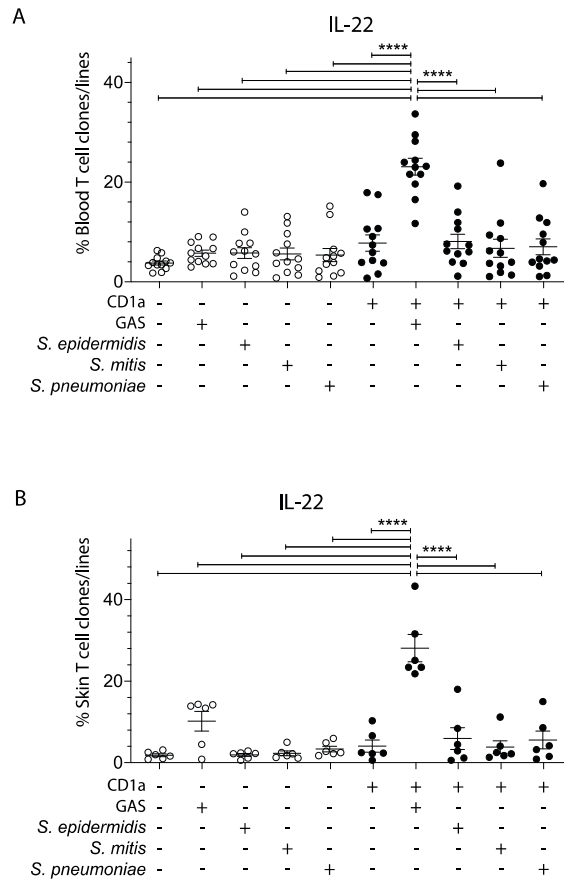 A
IL-22
% Blood T cell clones/lines
**** ****
40
20
0
CD1a - - - - - + + + + +
GAS - + - - - - + - - -
S. epidermidis - - + - - - - + - -
S. mitis - - - + - - - - + -
S. pneumoniae - - - - + - - - - +
B
IL-22
% Skin T cell clones/lines
**** ****
40
20
0
CD1a - - - - - + + + + +
GAS - + - - - - + - - -
S. epidermidis - - + - - - - + - -
S. mitis - - - + - - - - + -
S. pneumoniae - - - - + - - - - +